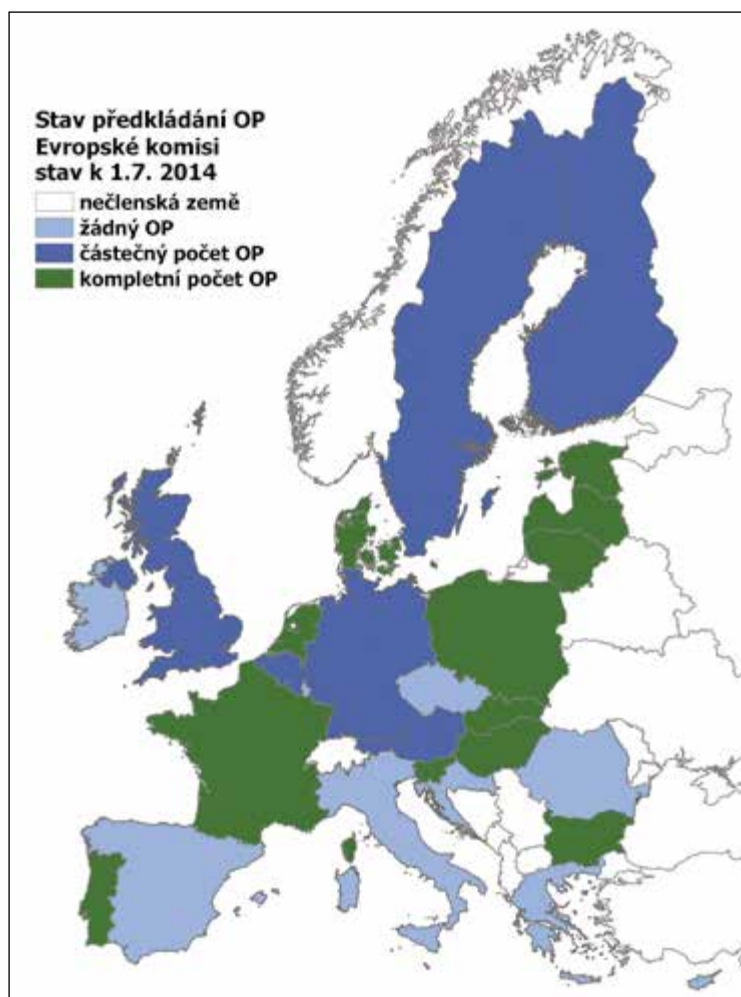 Stav předkládání OP
Evropské komisi
stav k 1.7. 2014
nečlenská země
žádný OP
částečný počet OP
kompletní počet OP